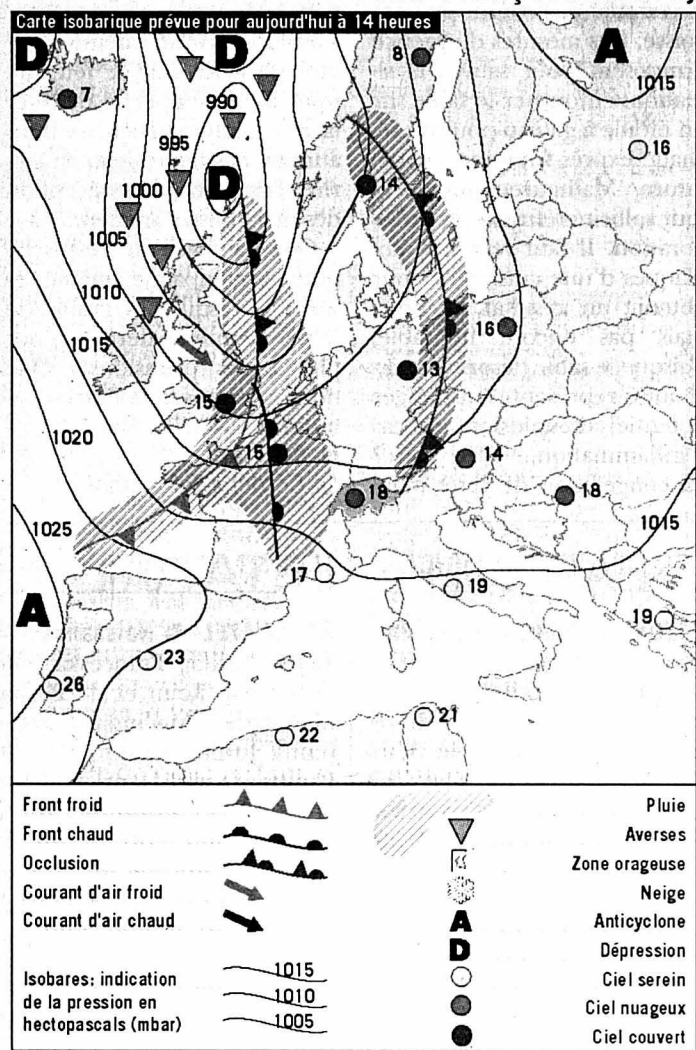 Carte isobarique prévue pour aujourd'hui à 14 heures
D D A
8
1015
7
990
16
995
D
14
1000
1005
1010
1015
16
13
15
1020
15
14
18
18
1015
1025
17
19
A
19
23
26
21
22
Front froid
Front chaud
Occlusion
Courant d'air froid
Courant d'air chaud
Isobares: indication
de la pression en
hectopascals (mbar)
1015
1010
1005
Pluie
Averses
Zone orageuse
Neige
A Anticyclone
D Dépression
Ciel serein
Ciel nuageux
Ciel couvert